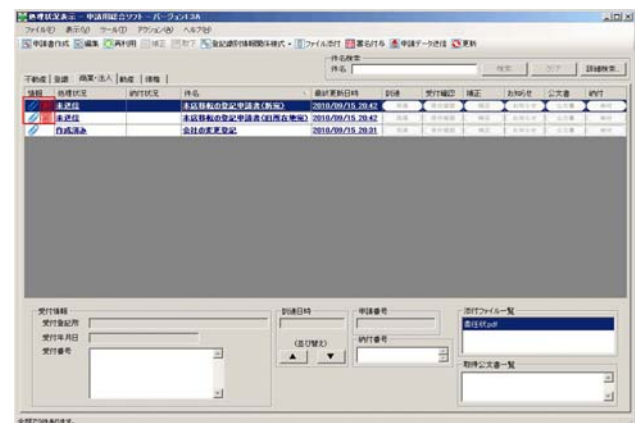 処理状況表示 - 申請用総合ソフト - バージョン1.3A
ファイル(F) 表示(V) ツール(T) アクション(A) ヘルプ(H)
申請書作成 編集 再利用 補正 取下 登記識別情報関係様式 ファイル添付 署名付与 申請データ送信 更新
件名検索
件名 検索 クリア 詳細検索...
不動産 登録 商業・法人 動産 債権
情報 処理状況 納付状況 件名 最終更新日時 到達 受付確認 補正 お知らせ 公文書 納付
未送信 本店移転の登記申請書(新宛) 2010/09/15 20:42
未送信 本店移転の登記申請書(旧所在地宛) 2010/09/15 20:42
作成済み 会社の変更登記 2010/09/15 20:31
受付情報
受付登記所
受付年月日
受付番号
到達日時
申請番号
(並び替え)
▲ ▼
納付番号
添付ファイル一覧
委任状.pdf
取得公文書一覧